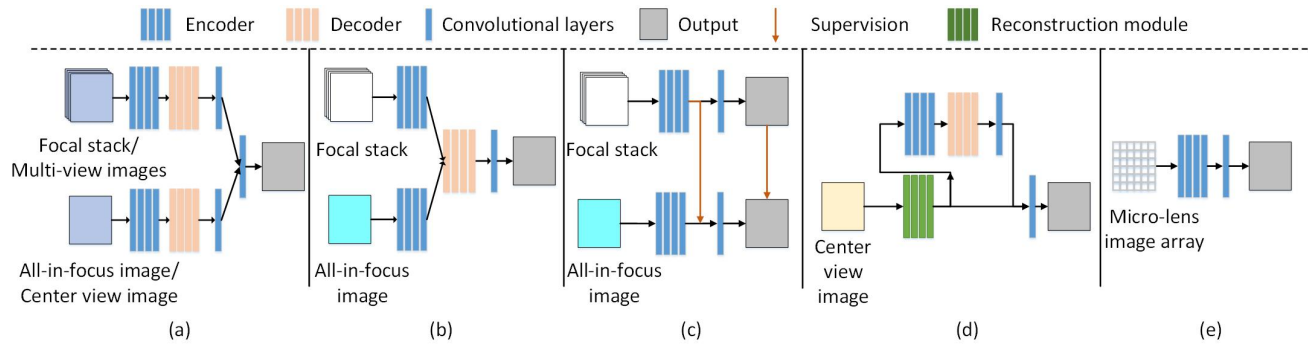 Encoder Decoder Convolutional layers Output Supervision Reconstruction module
Focal stack/
Multi-view images
All-in-focus image/
Center view image
(a)
Focal stack
All-in-focus
image
(b)
Focal stack
All-in-focus
image
(c)
Center
view
image
(d)
Micro-lens
image array
(e)